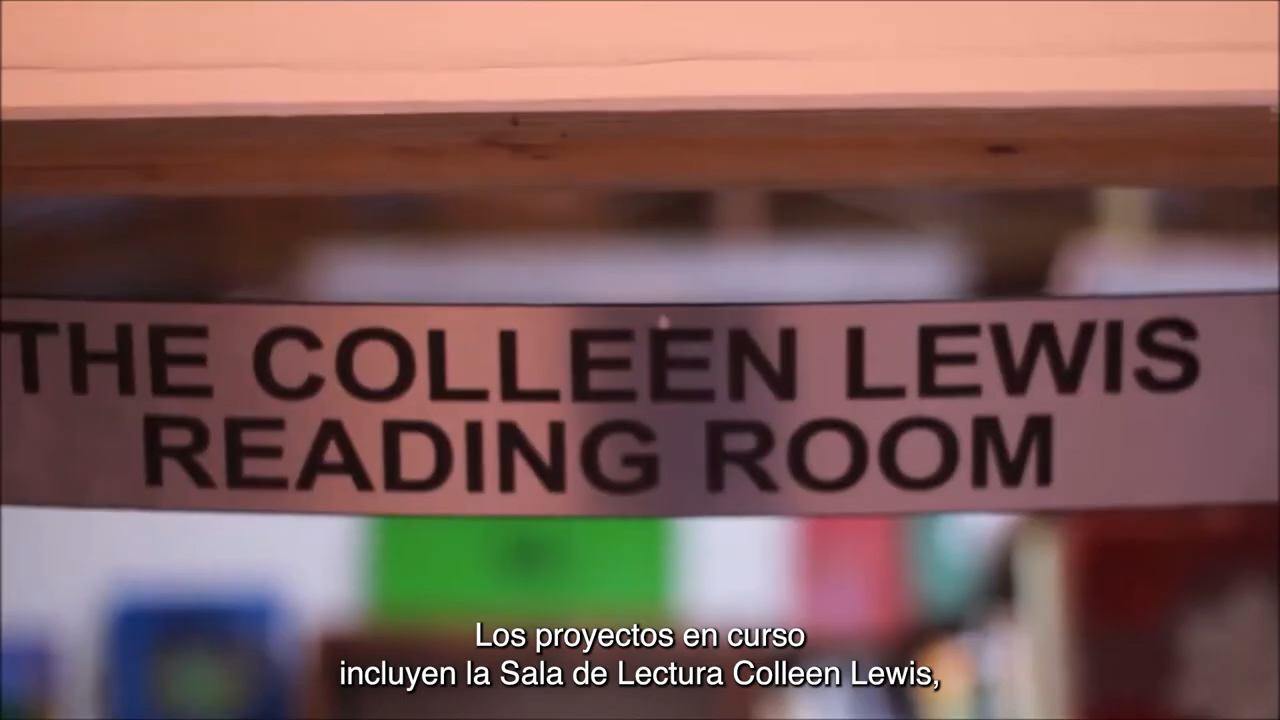 THE COLLEEN LEWIS
READING ROOM
Los proyectos en curso
incluyen la Sala de Lectura Colleen Lewis,